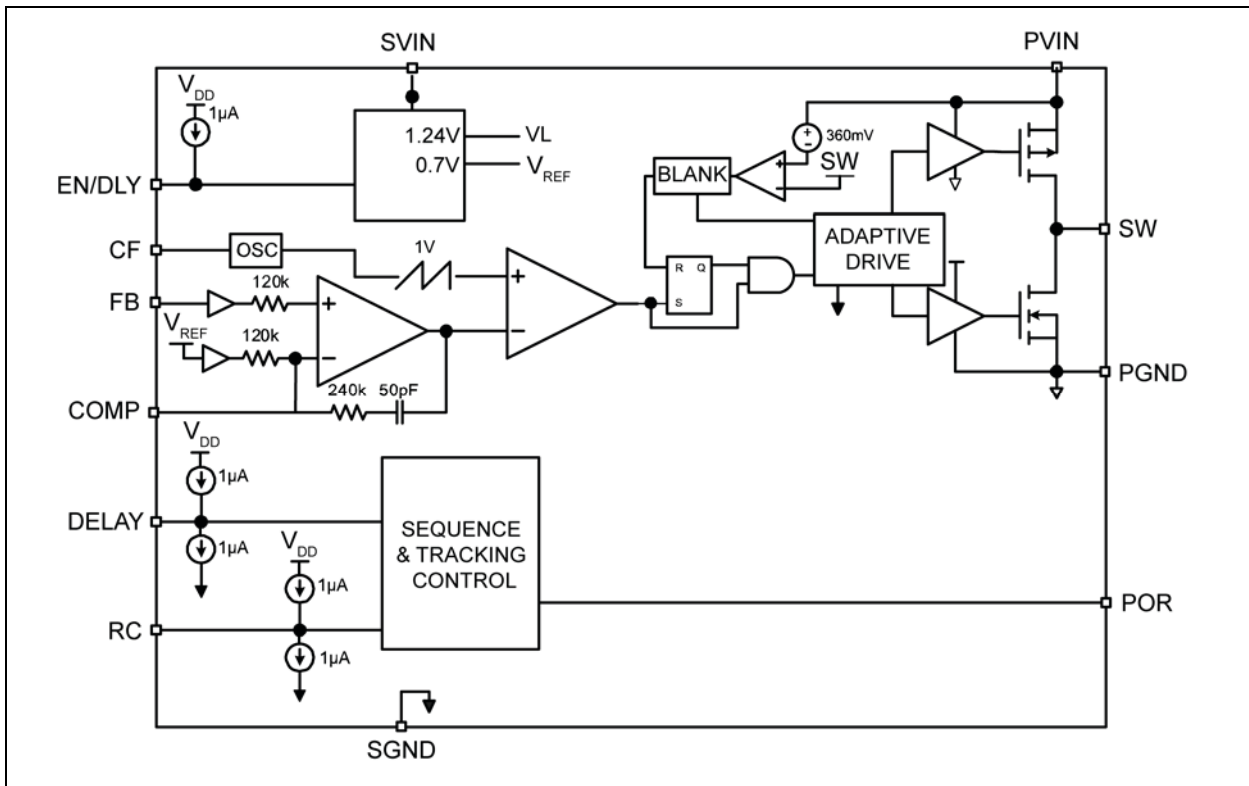 SVIN
PVIN
VDD
1µA
1.24V
VL
0.7V
VREF
EN/DLY
+
-
360mV
SW
BLANK
+
-
CF
OSC
1V
FB
120k
+
-
VREF
120k
+
-
R
Q
S
ADAPTIVE
DRIVE
SW
240k
50pF
COMP
PGND
VDD
1µA
DELAY
1µA
VDD
1µA
RC
1µA
SEQUENCE
& TRACKING
CONTROL
POR
SGND